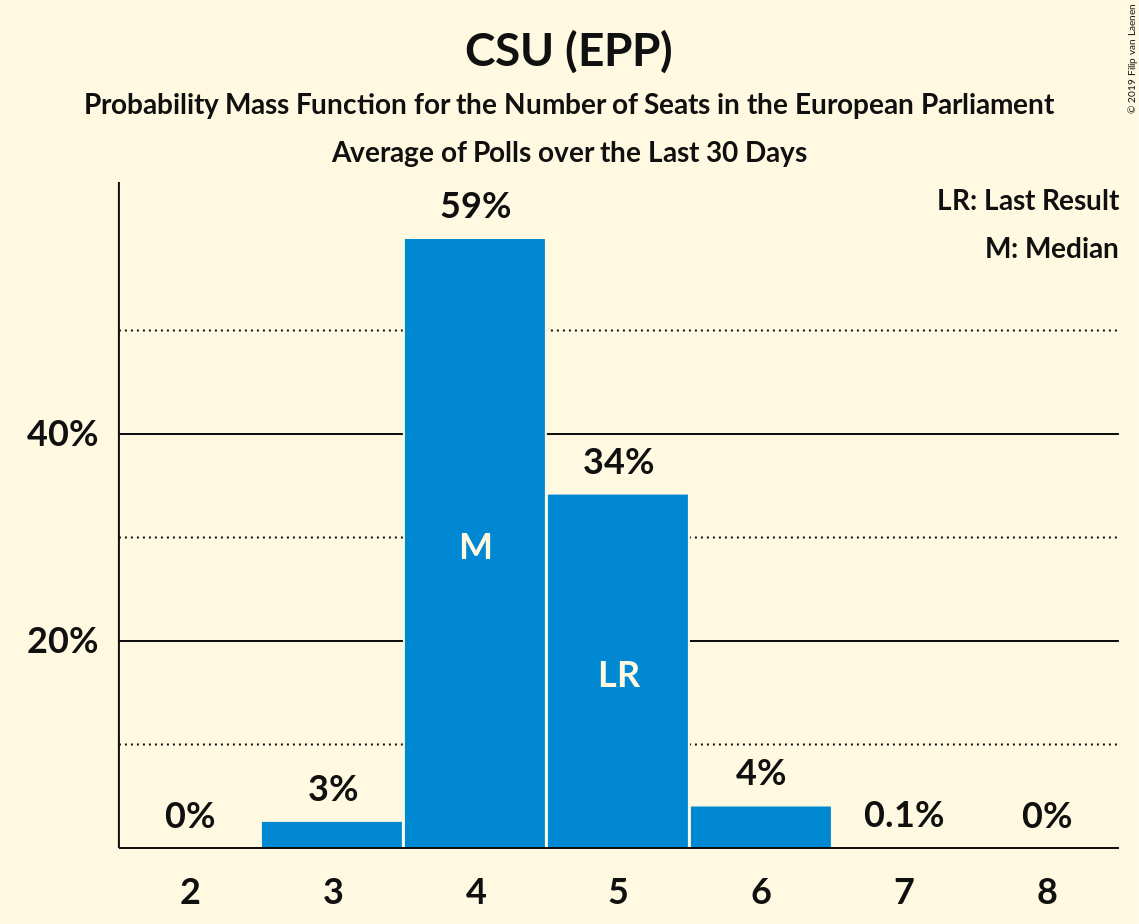 CSU (EPP)
Probability Mass Function for the Number of Seats in the European Parliament
Average of Polls over the Last 30 Days
© 2019 Filip van Laenen
LR: Last Result
M: Median
59%
40%
34%
M
20%
LR
0%
3%
4%
0.1%
0%
2 3 4 5 6 7 8